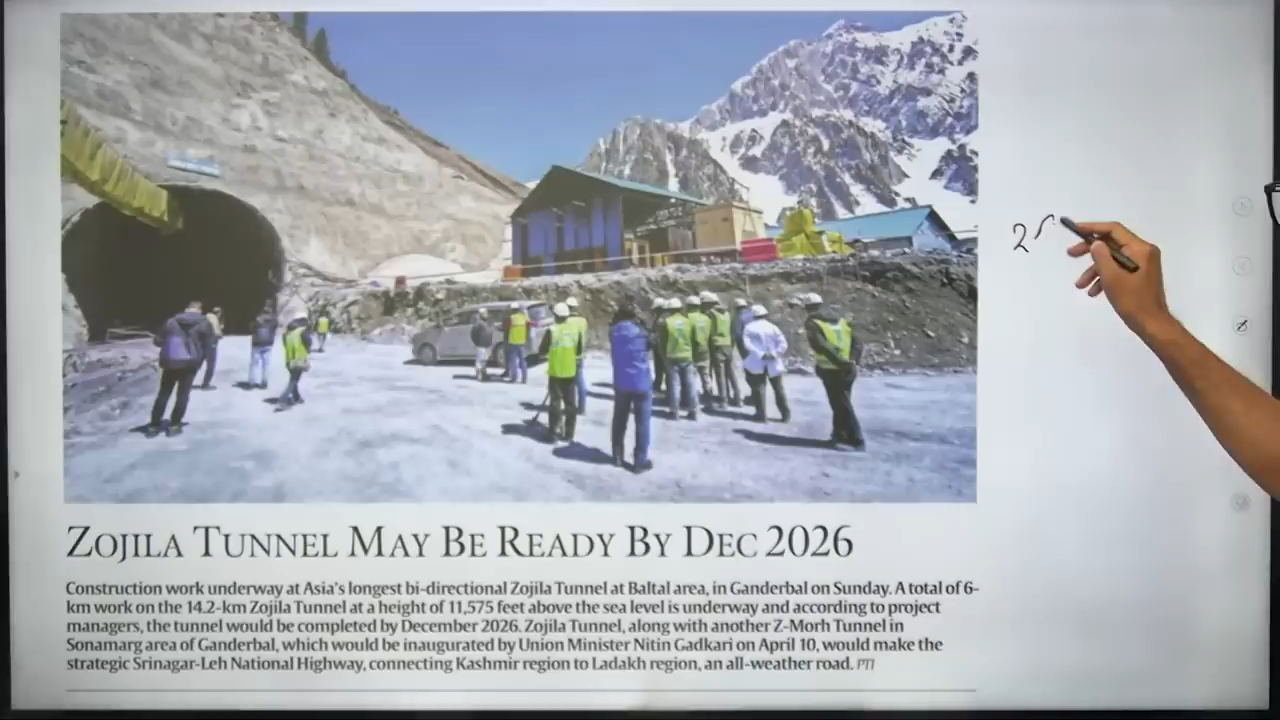 ZOJILA TUNNEL MAY BE READY BY DEC 2026
Construction work underway at Asia's longest bi-directional Zojila Tunnel at Baltal area, in Ganderbal on Sunday. A total of 6-
km work on the 14.2-km Zojila Tunnel at a height of 11,575 feet above the sea level is underway and according to project
managers, the tunnel would be completed by December 2026. Zojila Tunnel, along with another Z-Morh Tunnel in
Sonamarg area of Ganderbal, which would be inaugurated by Union Minister Nitin Gadkari on April 10, would make the
strategic Srinagar-Leh National Highway, connecting Kashmir region to Ladakh region, an all-weather road. PTI
2